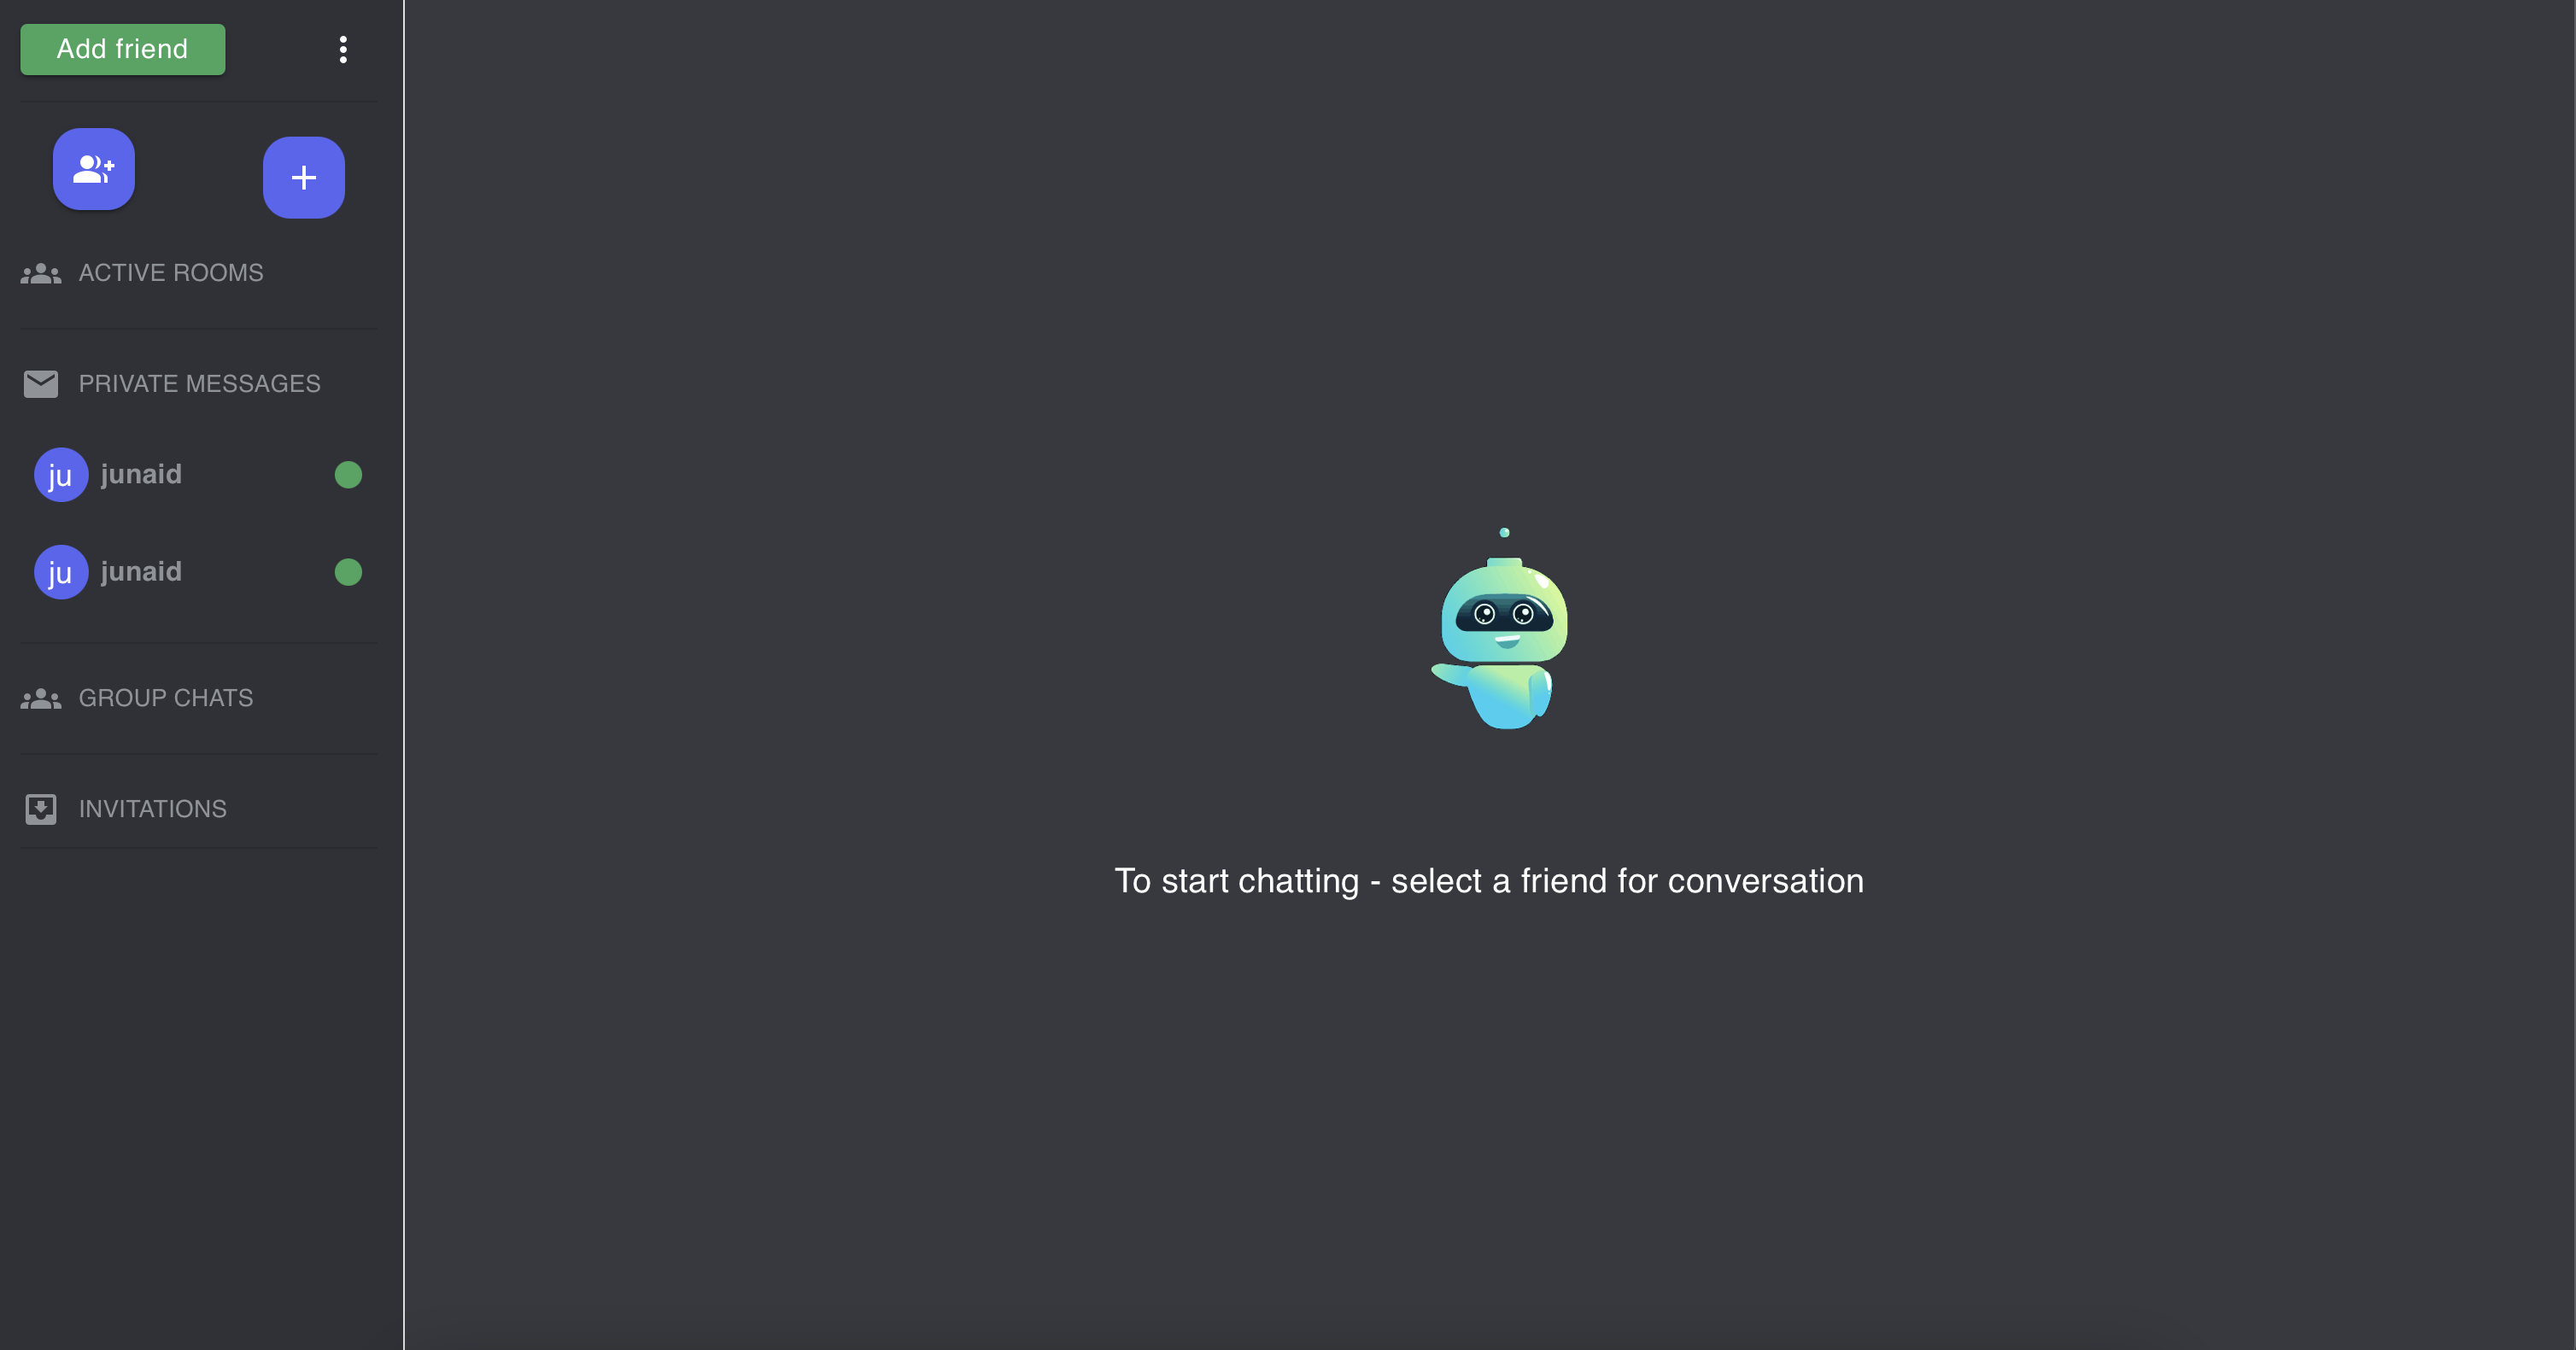 Add friend
ACTIVE ROOMS
PRIVATE MESSAGES
ju junaid
ju junaid
GROUP CHATS
INVITATIONS
To start chatting - select a friend for conversation